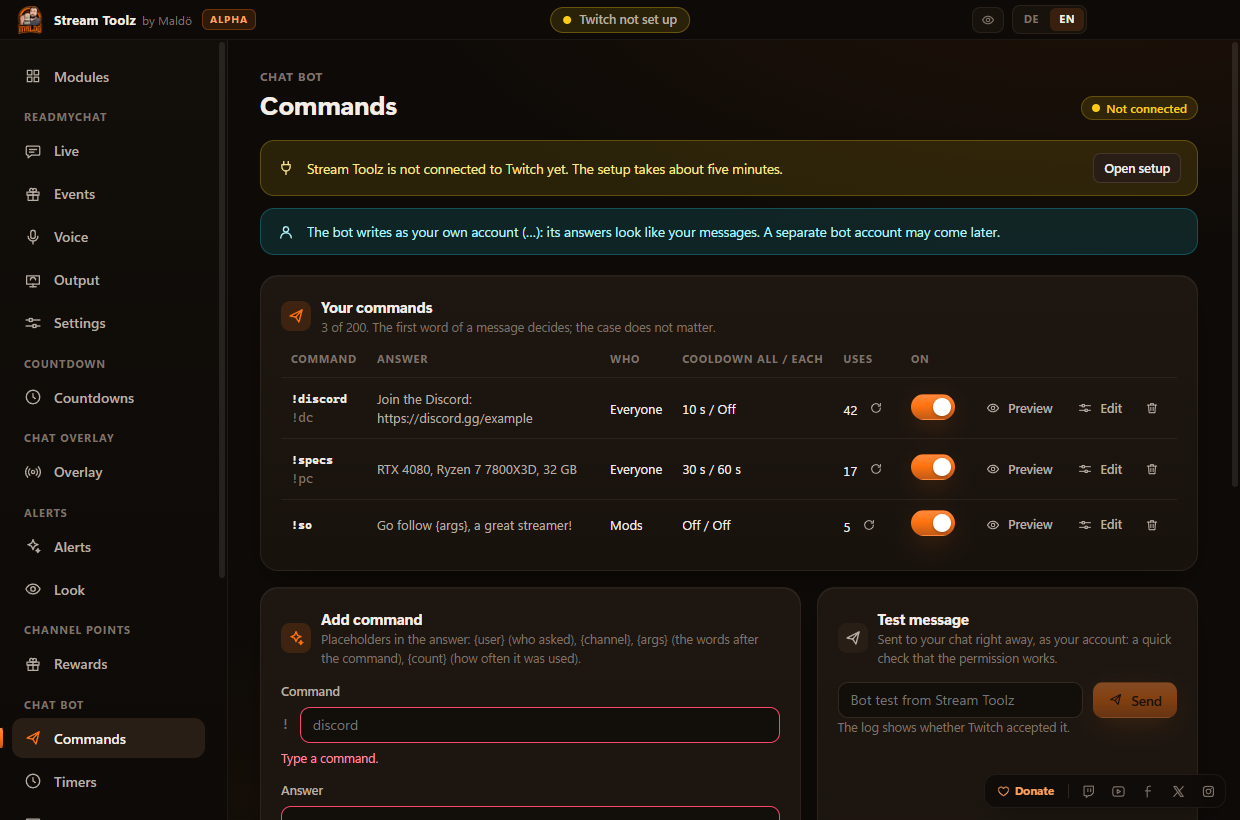 Stream Toolz by Maldö ALPHA
Twitch not set up
DE EN
Modules
READMYCHAT
Live
Events
Voice
Output
Settings
COUNTDOWN
Countdowns
CHAT OVERLAY
Overlay
ALERTS
Alerts
Look
CHANNEL POINTS
Rewards
CHAT BOT
Commands
Timers
CHAT BOT
Commands
Not connected
Stream Toolz is not connected to Twitch yet. The setup takes about five minutes.
Open setup
The bot writes as your own account (...): its answers look like your messages. A separate bot account may come later.
Your commands
3 of 200. The first word of a message decides; the case does not matter.
COMMAND ANSWER WHO COOLDOWN ALL / EACH USES ON
!discord
!dc
Join the Discord:
https://discord.gg/example
Everyone 10 s / Off 42 Preview Edit
!specs
!pc
RTX 4080, Ryzen 7 7800X3D, 32 GB Everyone 30 s / 60 s 17 Preview Edit
!so Go follow {args}, a great streamer! Mods Off / Off 5 Preview Edit
Add command
Placeholders in the answer: {user} (who asked), {channel}, {args} (the words after
the command), {count} (how often it was used).
Command
! discord
Type a command.
Answer
Test message
Sent to your chat right away, as your account: a quick
check that the permission works.
Bot test from Stream Toolz
Send
The log shows whether Twitch accepted it.
Donate